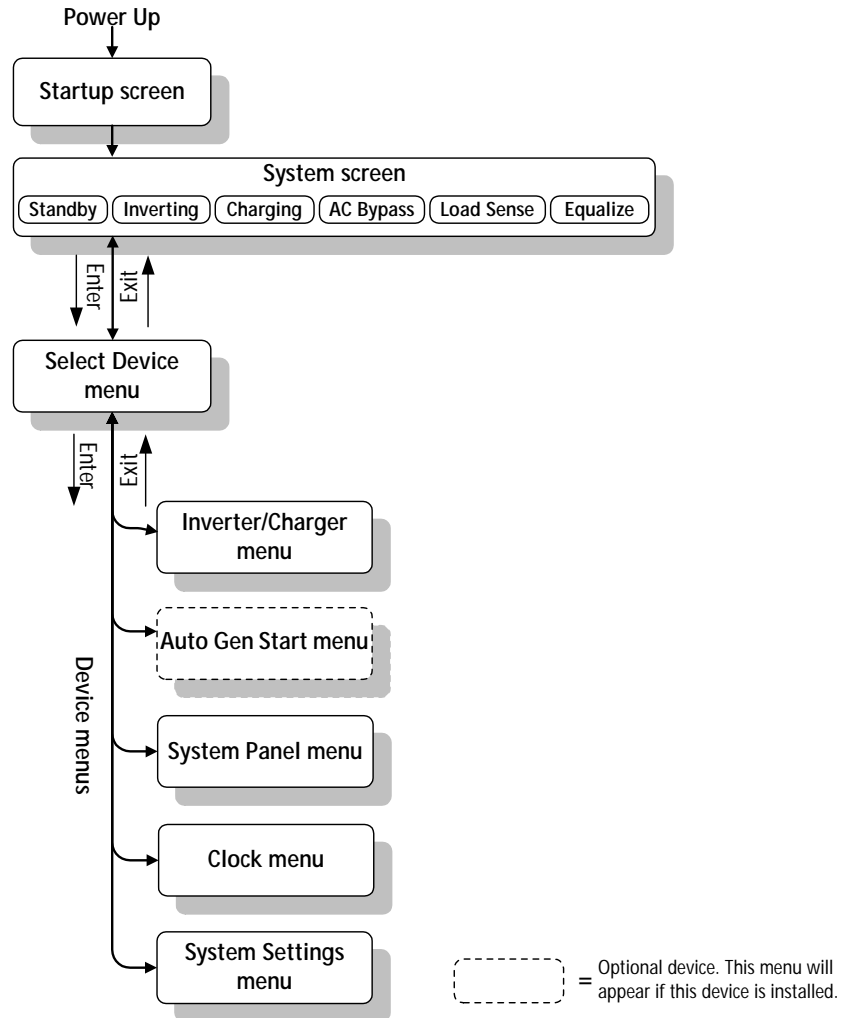 Power Up
Startup screen
System screen
Standby
Inverting
Charging
AC Bypass
Load Sense
Equalize
Enter
Exit
Select Device
menu
Enter
Exit
Inverter/Charger
menu
Auto Gen Start menu
Device menus
System Panel menu
Clock menu
System Settings
menu
= Optional device. This menu will
appear if this device is installed.